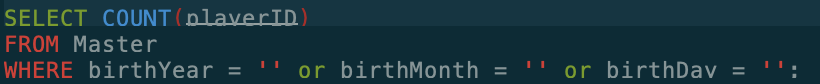 SELECT COUNT(playerID)
FROM Master
WHERE birthYear = '' or birthMonth = '' or birthDay = '';